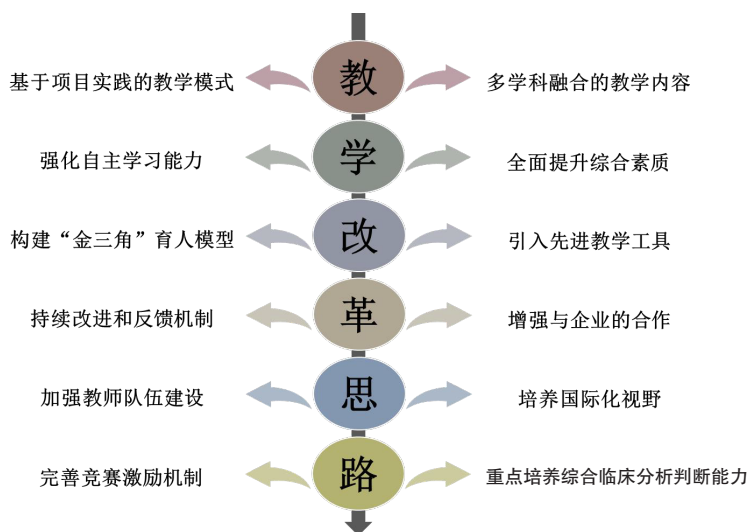 基于项目实践的教学模式
教
多学科融合的教学内容
强化自主学习能力
学
全面提升综合素质
构建“金三角”育人模型
改
引入先进教学工具
持续改进和反馈机制
革
增强与企业的合作
加强教师队伍建设
思
培养国际化视野
完善竞赛激励机制
路
重点培养综合临床分析判断能力